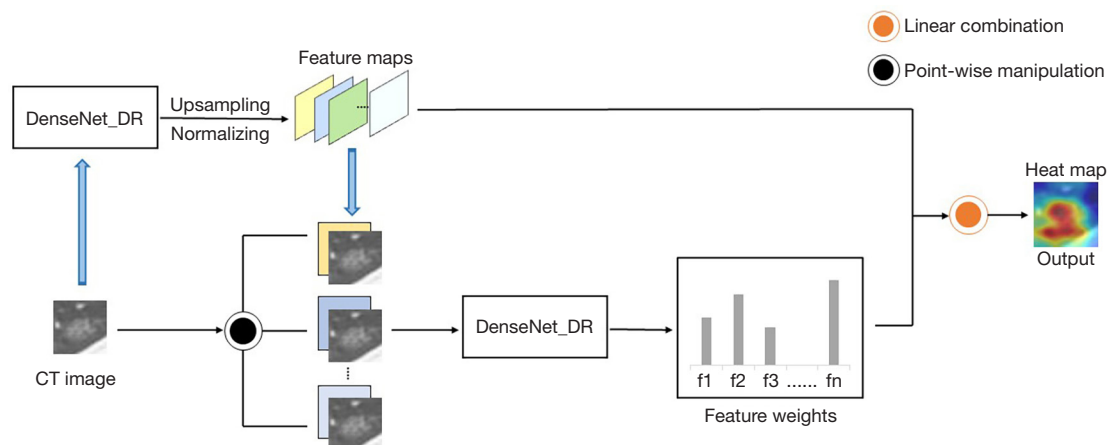 Linear combination
Point-wise manipulation
Feature maps
DenseNet_DR
Upsampling
Normalizing
Heat map
Output
CT image
DenseNet_DR
f1 f2 f3 ...... fn
Feature weights